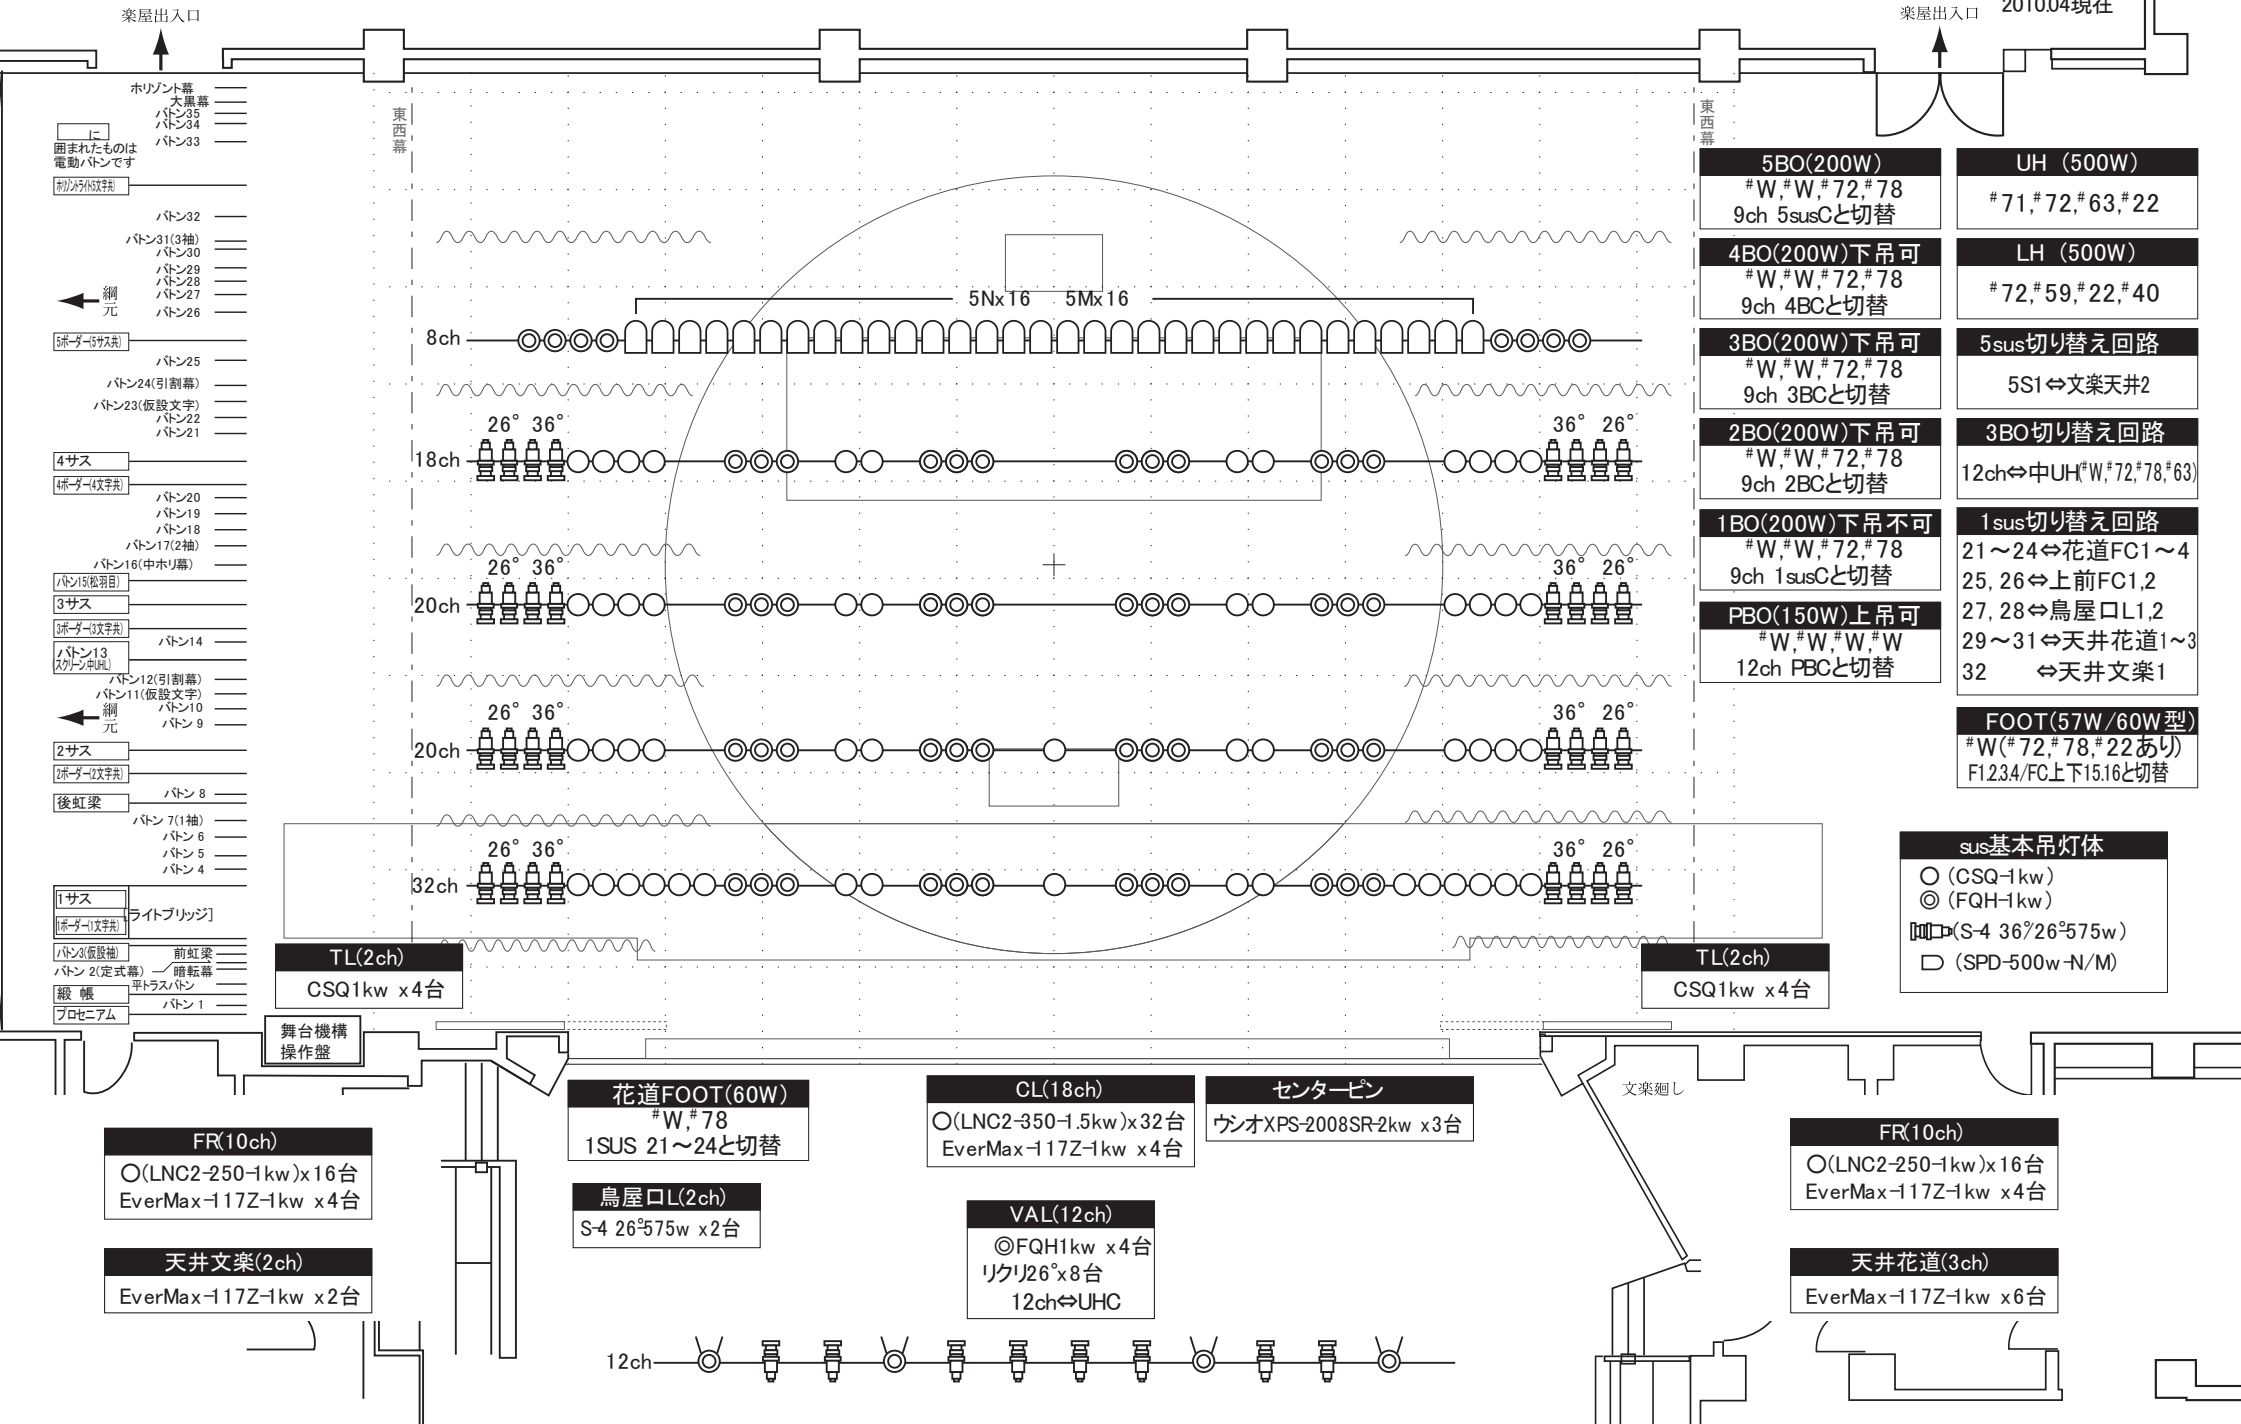 楽屋出入口
楽屋出入口
2010.04現在
ホリゾント幕
大黒幕
バトン35
バトン34
バトン33
に
囲まれたものは
電動バトンです
ホリゾントライト(5文字共)
バトン32
バトン31(3袖)
バトン30
バトン29
バトン28
バトン27
バトン26
綱元
5ボーダー(5サス共)
バトン25
バトン24(引割幕)
バトン23(仮設文字)
バトン22
バトン21
4サス
4ボーダー(4文字共)
バトン20
バトン19
バトン18
バトン17(2袖)
バトン16(中ホリ幕)
バトン15(松羽目)
3サス
3ボーダー(3文字共)
バトン14
バトン13
(スクリーン,中UHL)
バトン12(引割幕)
バトン11(仮設文字)
バトン10
バトン 9
綱元
2サス
2ボーダー(2文字共)
バトン 8
後虹梁
バトン 7(1袖)
バトン 6
バトン 5
バトン 4
1サス
[ライトブリッジ]
1ボーダー(1文字共)
バトン3(仮設袖)
前虹梁
バトン 2(定式幕)
暗転幕
平トラスバトン
緞 帳
バトン 1
プロセニアム
東西幕
東西幕
5Nx16 5Mx16
8ch
26° 36°
36° 26°
18ch
26° 36°
36° 26°
20ch
26° 36°
36° 26°
20ch
26° 36°
36° 26°
32ch
5BO(200W)
#W,#W,#72,#78
9ch 5susCと切替
4BO(200W)下吊可
#W,#W,#72,#78
9ch 4BCと切替
3BO(200W)下吊可
#W,#W,#72,#78
9ch 3BCと切替
2BO(200W)下吊可
#W,#W,#72,#78
9ch 2BCと切替
1BO(200W)下吊不可
#W,#W,#72,#78
9ch 1susCと切替
PBO(150W)上吊可
#W,#W,#W,#W
12ch PBCと切替
UH (500W)
#71,#72,#63,#22
LH (500W)
#72,#59,#22,#40
5sus切り替え回路
5S1⇔文楽天井2
3BO切り替え回路
12ch⇔中UH(#W,#72,#78,#63)
1sus切り替え回路
21～24⇔花道FC1～4
25, 26⇔上前FC1,2
27, 28⇔鳥屋口L1,2
29～31⇔天井花道1～3
32 ⇔天井文楽1
FOOT(57W/60W型)
#W(#72,#78,#22あり)
F1.2.3.4/FC上下15.16と切替
sus基本吊灯体
○ (CSQ-1kw)
◎ (FQH-1kw)
(S-4 36°/26°575w)
(SPD-500w-N/M)
TL(2ch)
CSQ1kw x4台
TL(2ch)
CSQ1kw x4台
舞台機構
操作盤
文楽廻し
花道FOOT(60W)
#W,#78
1SUS 21～24と切替
CL(18ch)
○(LNC2-350-1.5kw)x32台
EverMax-117Z-1kw x4台
センターピン
ウシオXPS-2008SR-2kw x3台
FR(10ch)
○(LNC2-250-1kw)x16台
EverMax-117Z-1kw x4台
FR(10ch)
○(LNC2-250-1kw)x16台
EverMax-117Z-1kw x4台
鳥屋口L(2ch)
S-4 26°575w x2台
VAL(12ch)
◎FQH1kw x4台
リクリ26°x8台
12ch⇔UHC
天井文楽(2ch)
EverMax-117Z-1kw x2台
天井花道(3ch)
EverMax-117Z-1kw x6台
12ch